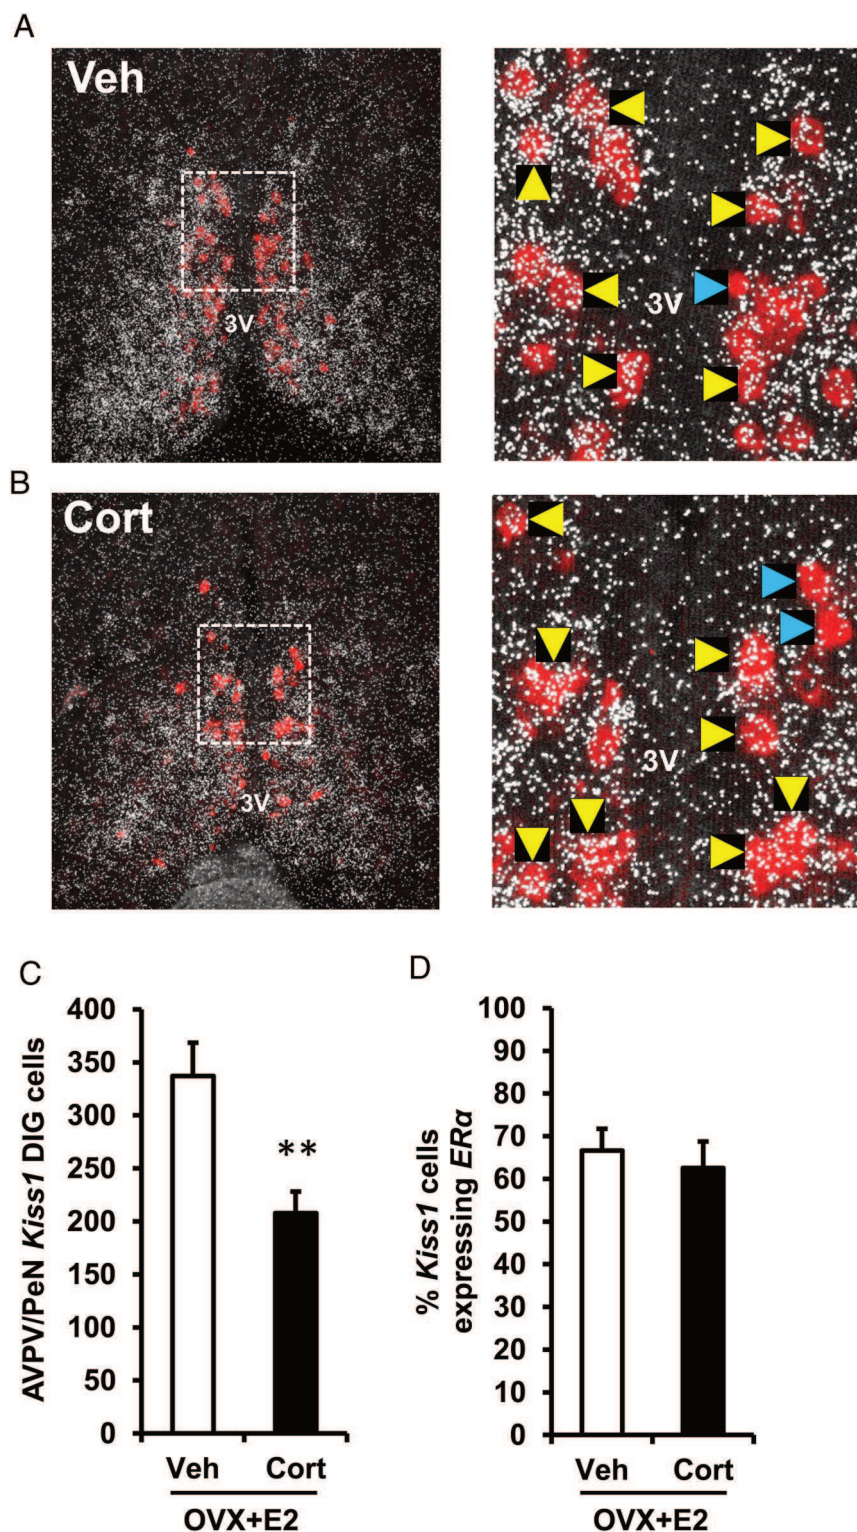 A
Veh
3V
3V
B
Cort
3V
3V
C
AVPV/PeN Kiss1 DIG cells
400
350
300
250
200
150
100
50
0
**
Veh Cort
OVX+E2
D
% Kiss1 cells
expressing ERα
100
90
80
70
60
50
40
30
20
10
0
Veh Cort
OVX+E2